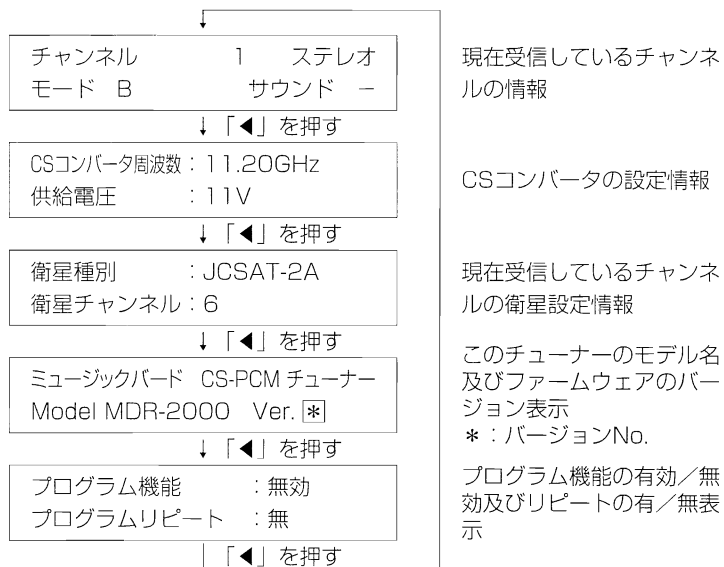 チャンネル 1 ステレオ
モード B サウンド −
現在受信しているチャンネ
ルの情報
↓「◀」を押す
CSコンバータ周波数：11.20GHz
供給電圧 ：11V
CSコンバータの設定情報
↓「◀」を押す
衛星種別 ：JCSAT-2A
衛星チャンネル：6
現在受信しているチャンネ
ルの衛星設定情報
↓「◀」を押す
ミュージックバード CS-PCM チューナー
Model MDR-2000 Ver. *
このチューナーのモデル名
及びファームウェアのバー
ジョン表示
＊：バージョンNo.
↓「◀」を押す
プログラム機能 ：無効
プログラムリピート ：無
プログラム機能の有効／無
効及びリピートの有／無表
示
「◀」を押す